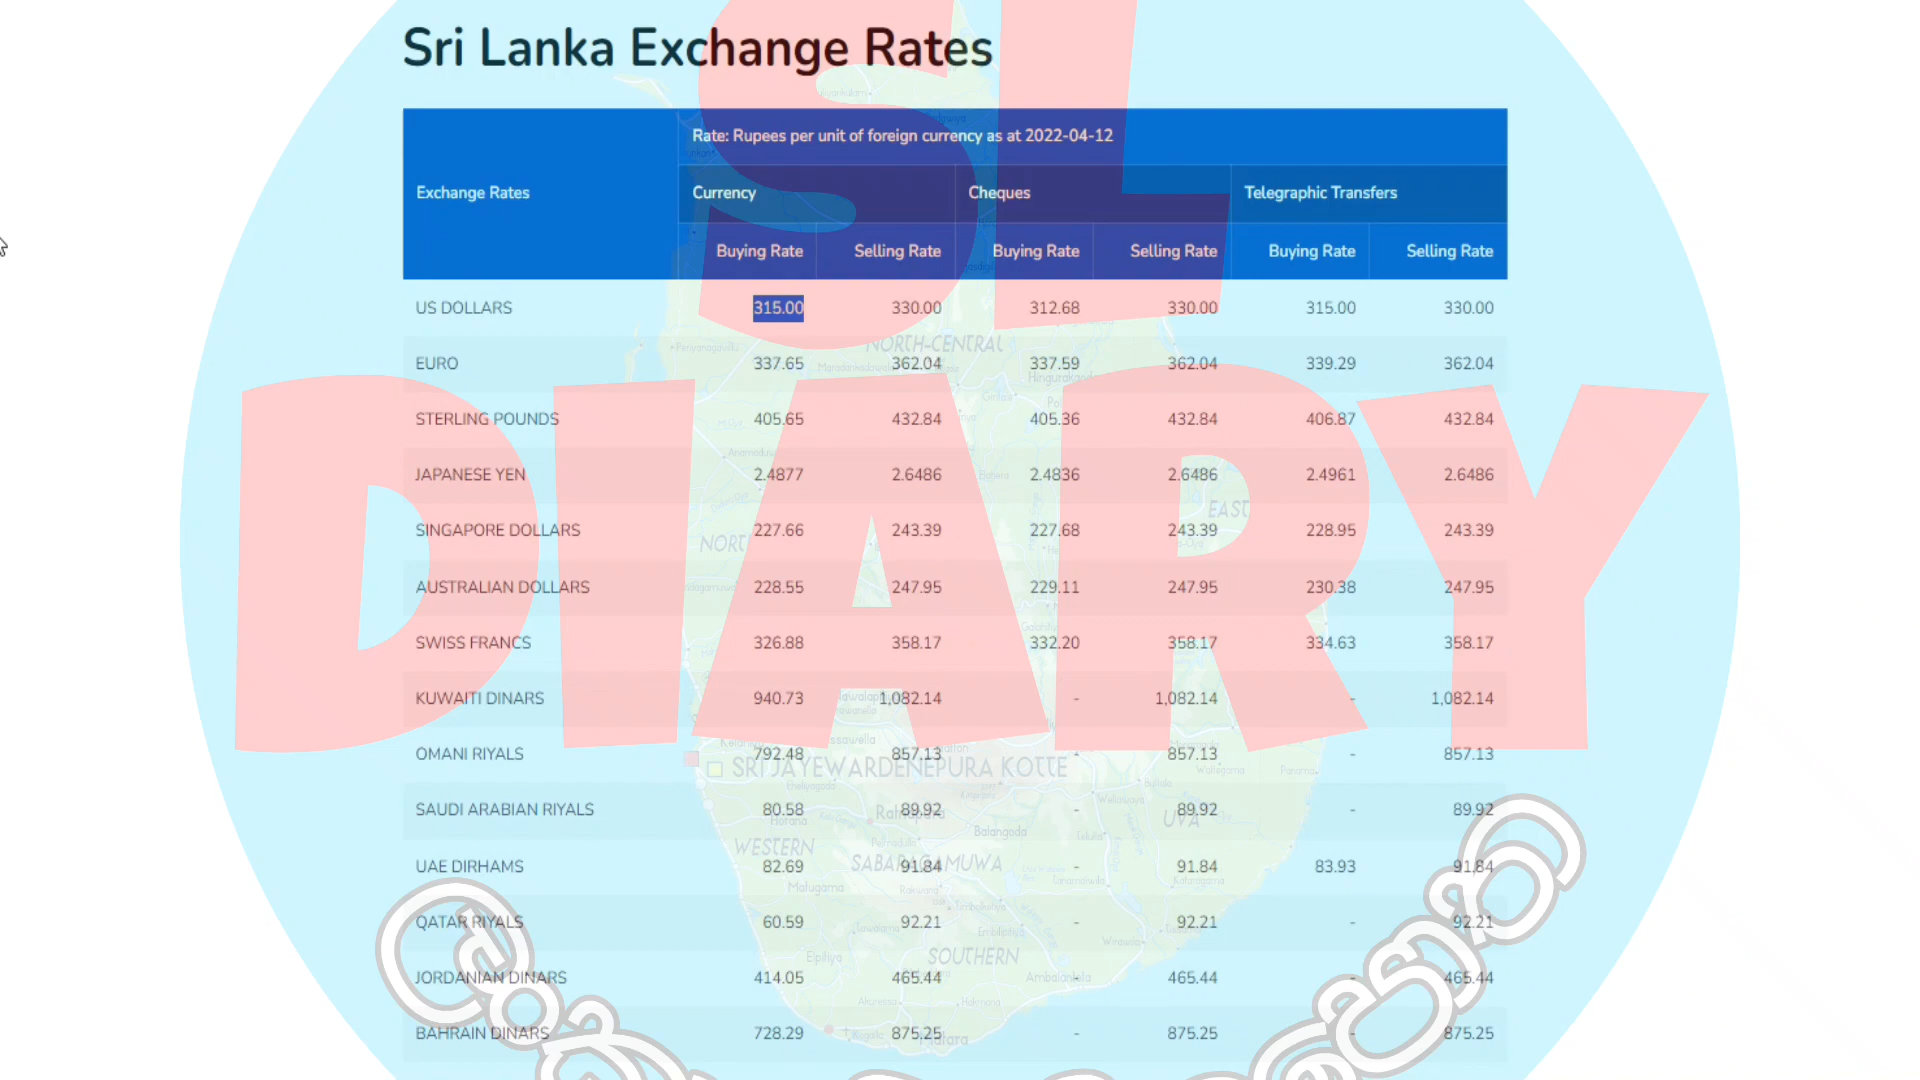 Sri Lanka Exchange Rates
Rate: Rupees per unit of foreign currency as at 2022-04-12
Exchange Rates Currency Cheques Telegraphic Transfers
Buying Rate Selling Rate Buying Rate Selling Rate Buying Rate Selling Rate
US DOLLARS 315.00 330.00 312.68 330.00 315.00 330.00
EURO 337.65 362.04 337.59 362.04 339.29 362.04
STERLING POUNDS 405.65 432.84 405.36 432.84 406.87 432.84
JAPANESE YEN 2.4877 2.6486 2.4836 2.6486 2.4961 2.6486
SINGAPORE DOLLARS 227.66 243.39 227.68 243.39 228.95 243.39
AUSTRALIAN DOLLARS 228.55 247.95 229.11 247.95 230.38 247.95
SWISS FRANCS 326.88 358.17 332.20 358.17 334.63 358.17
KUWAITI DINARS 940.73 1,082.14 - 1,082.14 - 1,082.14
OMANI RIYALS 792.48 857.13 - 857.13 - 857.13
SAUDI ARABIAN RIYALS 80.58 89.92 - 89.92 - 89.92
UAE DIRHAMS 82.69 91.84 - 91.84 83.93 91.84
QATAR RIYALS 60.59 92.21 - 92.21 - 92.21
JORDANIAN DINARS 414.05 465.44 - 465.44 - 465.44
BAHRAIN DINARS 728.29 875.25 - 875.25 - 875.25
SL
DIARY
NORTH-CENTRAL
EAST
SRI JAYEWARDENEPURA KOTTE
WESTERN
SABARAGAMUWA
UVA
SOUTHERN
Balangoda